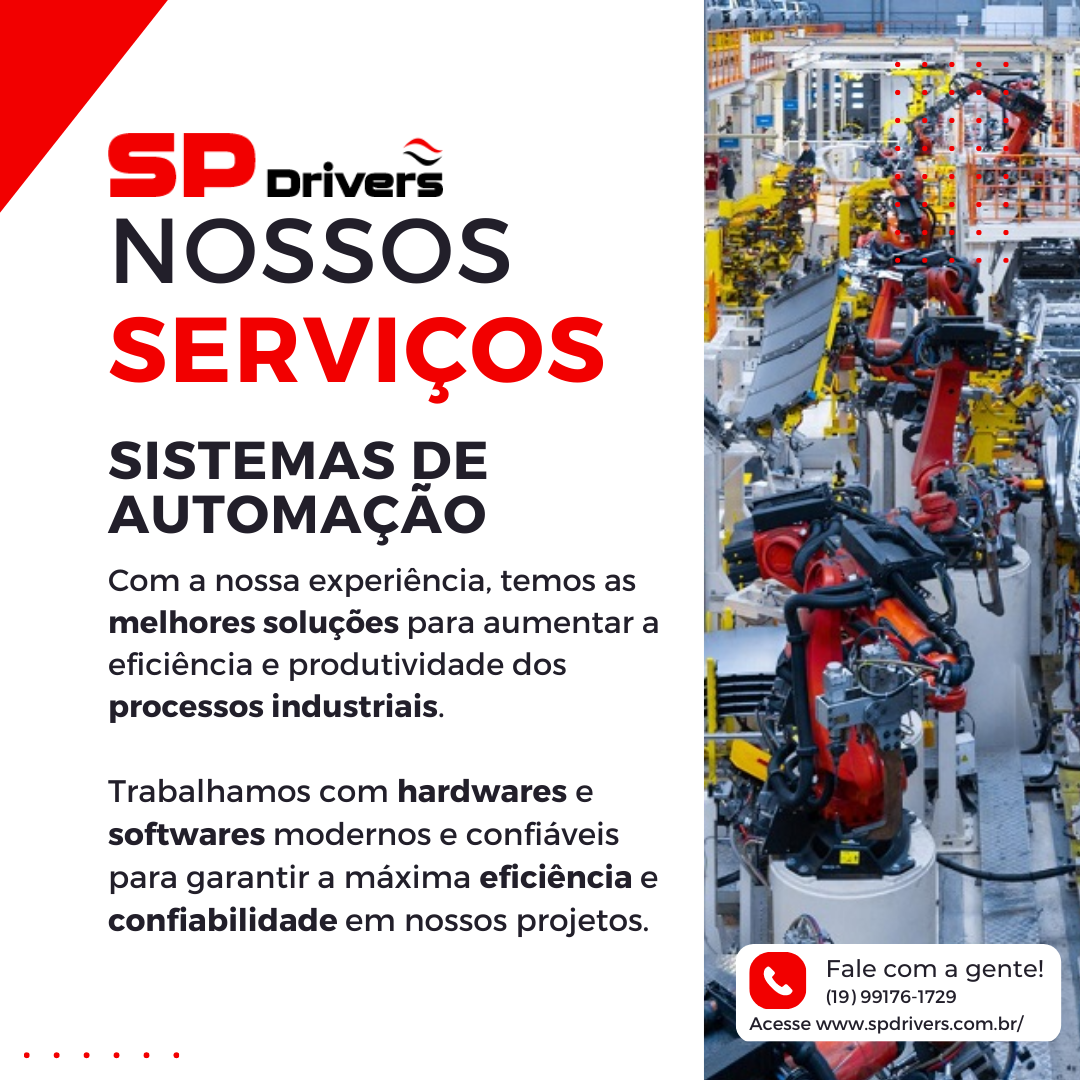 SP Drivers
NOSSOS
SERVIÇOS
SISTEMAS DE
AUTOMAÇÃO
Com a nossa experiência, temos as
melhores soluções para aumentar a
eficiência e produtividade dos
processos industriais.
Trabalhamos com hardwares e
softwares modernos e confiáveis
para garantir a máxima eficiência e
confiabilidade em nossos projetos.
Fale com a gente!
(19) 99176-1729
Acesse www.spdrivers.com.br/